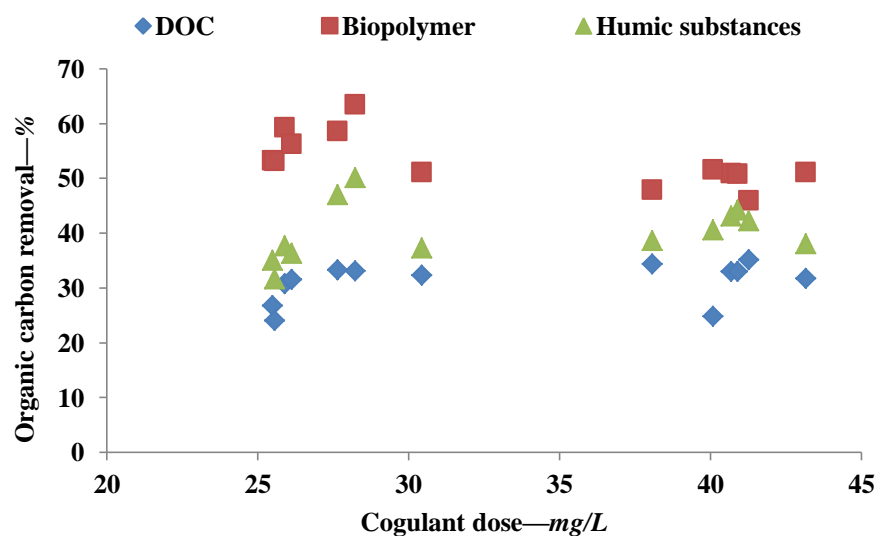 DOC Biopolymer Humic substances
70
60
50
40
30
20
10
0
Organic carbon removal—%
20 25 30 35 40 45
Cogulant dose—mg/L